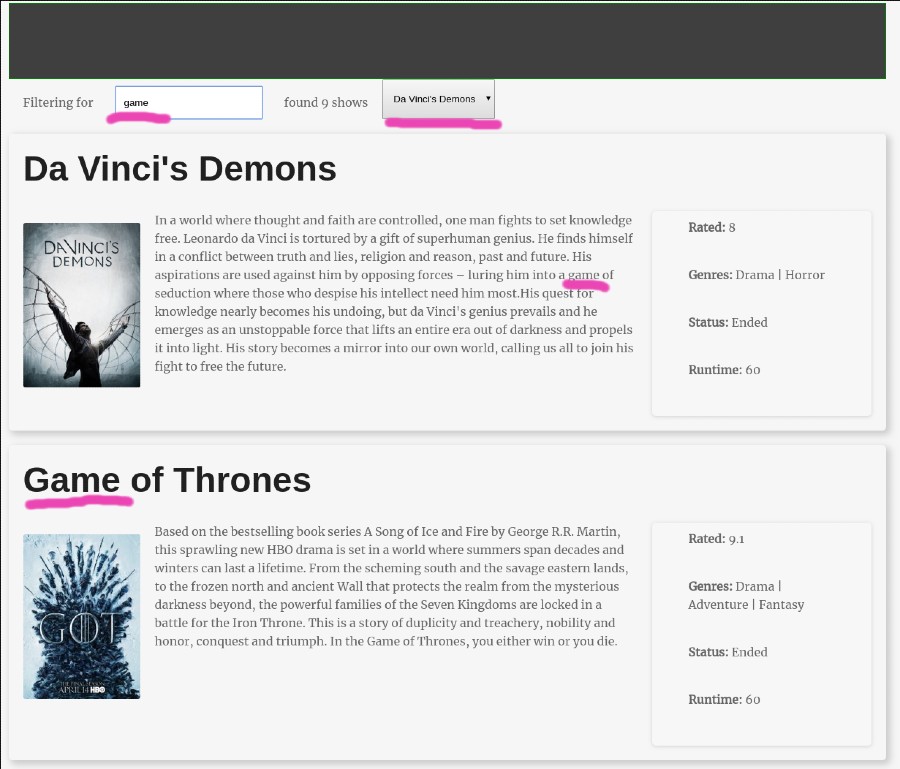 Filtering for game found 9 shows Da Vinci's Demons
Da Vinci's Demons
DAVINCI'S
DEMONS
In a world where thought and faith are controlled, one man fights to set knowledge
free. Leonardo da Vinci is tortured by a gift of superhuman genius. He finds himself
in a conflict between truth and lies, religion and reason, past and future. His
aspirations are used against him by opposing forces – luring him into a game of
seduction where those who despise his intellect need him most.His quest for
knowledge nearly becomes his undoing, but da Vinci's genius prevails and he
emerges as an unstoppable force that lifts an entire era out of darkness and propels
it into light. His story becomes a mirror into our own world, calling us all to join his
fight to free the future.
Rated: 8
Genres: Drama | Horror
Status: Ended
Runtime: 60
Game of Thrones
GOT
THE FINAL SEASON
APRIL 14 HBO
Based on the bestselling book series A Song of Ice and Fire by George R.R. Martin,
this sprawling new HBO drama is set in a world where summers span decades and
winters can last a lifetime. From the scheming south and the savage eastern lands,
to the frozen north and ancient Wall that protects the realm from the mysterious
darkness beyond, the powerful families of the Seven Kingdoms are locked in a
battle for the Iron Throne. This is a story of duplicity and treachery, nobility and
honor, conquest and triumph. In the Game of Thrones, you either win or you die.
Rated: 9.1
Genres: Drama |
Adventure | Fantasy
Status: Ended
Runtime: 60